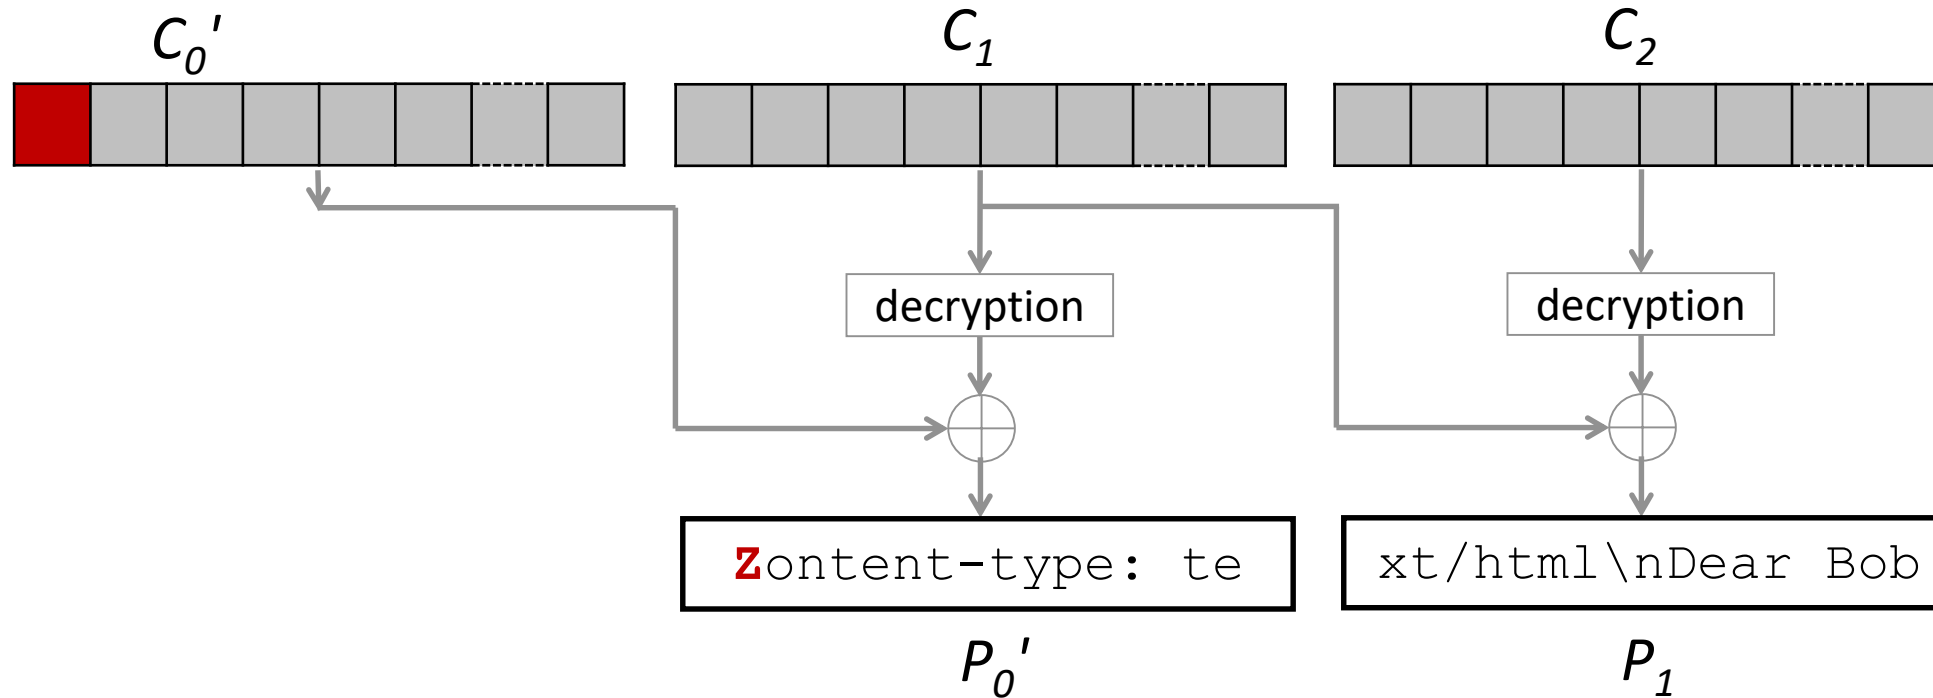 C0' C1 C2
decryption decryption
Zontent-type: te xt/html\nDear Bob
P0' P1